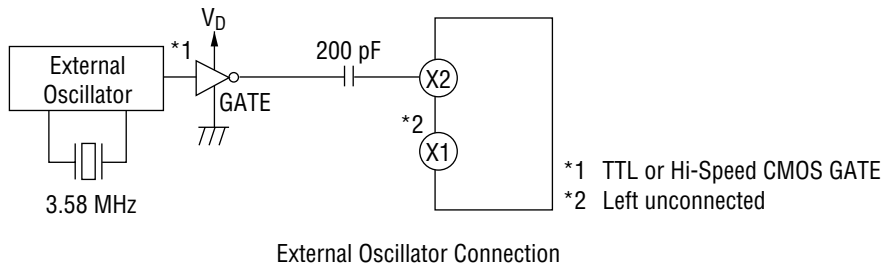 V_D
*1
200 pF
External
Oscillator
X2
GATE
*2
X1
*1 TTL or Hi-Speed CMOS GATE
3.58 MHz
*2 Left unconnected
External Oscillator Connection